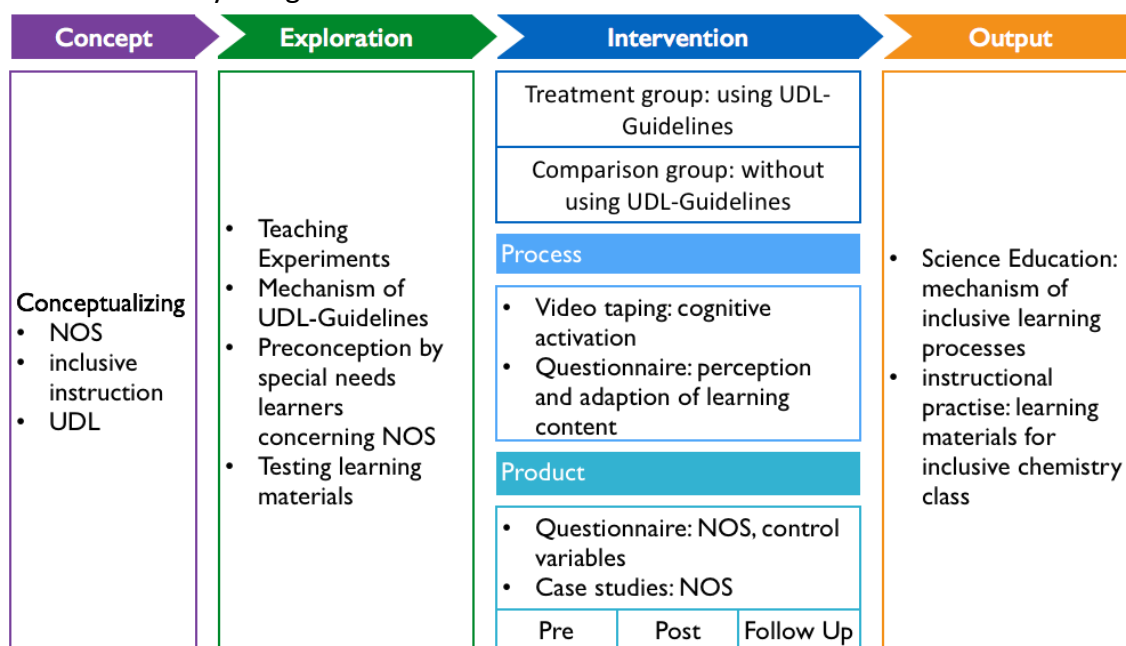 Concept
Exploration
Intervention
Output
Conceptualizing
• NOS
• inclusive
instruction
• UDL
• Teaching
Experiments
• Mechanism of
UDL-Guidelines
• Preconception by
special needs
learners
concerning NOS
• Testing learning
materials
Treatment group: using UDL-
Guidelines
Comparison group: without
using UDL-Guidelines
Process
• Video taping: cognitive
activation
• Questionnaire: perception
and adaption of learning
content
Product
• Questionnaire: NOS, control
variables
• Case studies: NOS
Pre
Post
Follow Up
• Science Education:
mechanism of
inclusive learning
processes
• instructional
practise: learning
materials for
inclusive chemistry
class